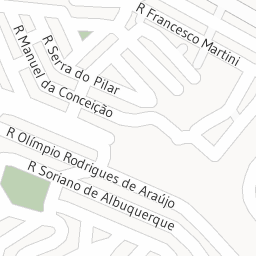 R Francesco Martini
R Serra do Pilar
R Manuel da Conceição
R Olímpio Rodrigues de Araújo
R Soriano de Albuquerque